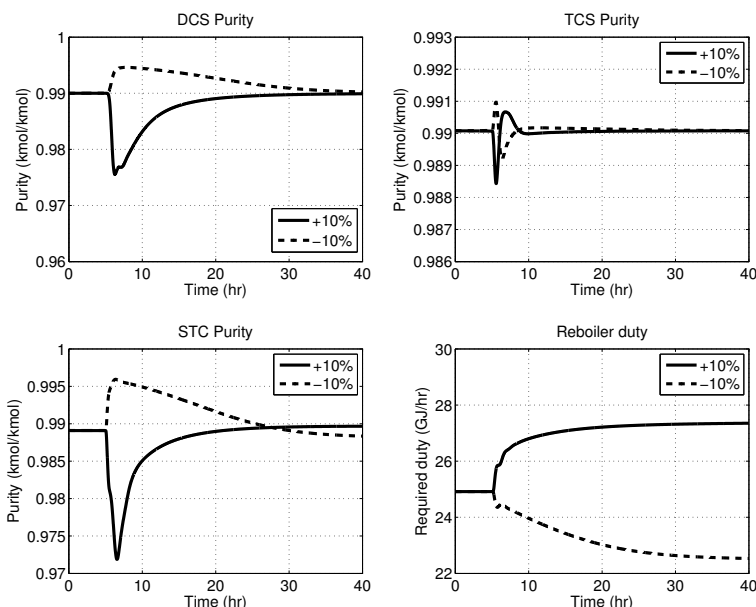 DCS Purity
1
0.99
0.98
0.97
0.96
Purity (kmol/kmol)
+10%
−10%
0 10 20 30 40
Time (hr)
TCS Purity
0.993
0.992
0.991
0.99
0.989
0.988
0.987
0.986
Purity (kmol/kmol)
+10%
−10%
0 10 20 30 40
Time (hr)
STC Purity
1
0.995
0.99
0.985
0.98
0.975
0.97
Purity (kmol/kmol)
+10%
−10%
0 10 20 30 40
Time (hr)
Reboiler duty
30
28
26
24
22
Required duty (GJ/hr)
+10%
−10%
0 10 20 30 40
Time (hr)